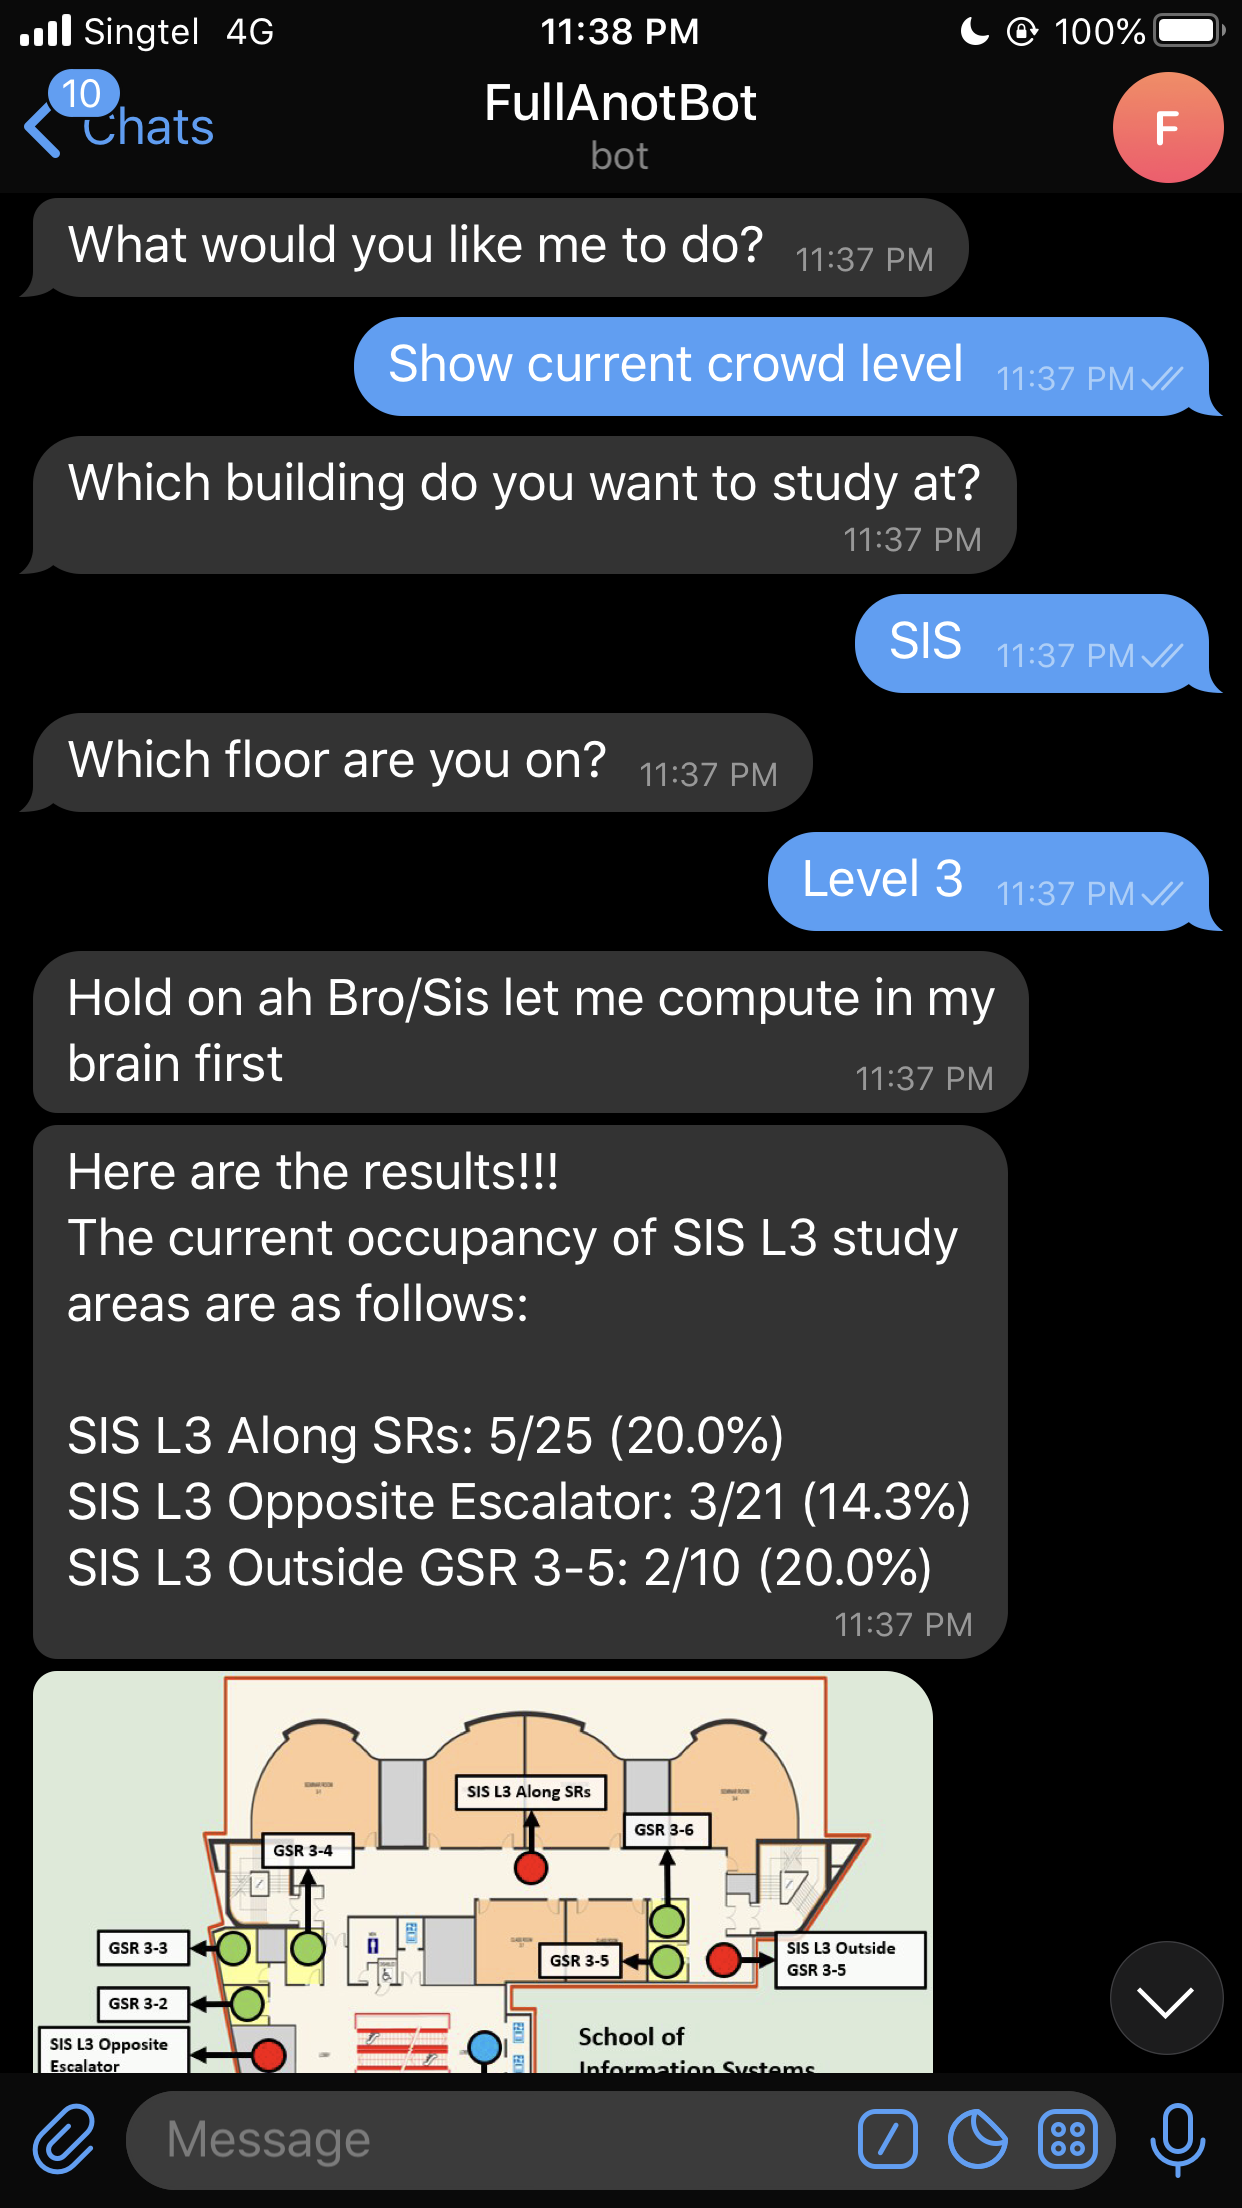 Singtel 4G 11:38 PM 100%
10
Chats
FullAnotBot
bot
F
What would you like me to do? 11:37 PM
Show current crowd level 11:37 PM
Which building do you want to study at?
11:37 PM
SIS 11:37 PM
Which floor are you on? 11:37 PM
Level 3 11:37 PM
Hold on ah Bro/Sis let me compute in my
brain first 11:37 PM
Here are the results!!!
The current occupancy of SIS L3 study
areas are as follows:
SIS L3 Along SRs: 5/25 (20.0%)
SIS L3 Opposite Escalator: 3/21 (14.3%)
SIS L3 Outside GSR 3-5: 2/10 (20.0%)
11:37 PM
SIS L3 Along SRs
GSR 3-6
GSR 3-4
GSR 3-3
GSR 3-5
SIS L3 Outside
GSR 3-5
GSR 3-2
SIS L3 Opposite
Escalator
School of
Information Systems
Message